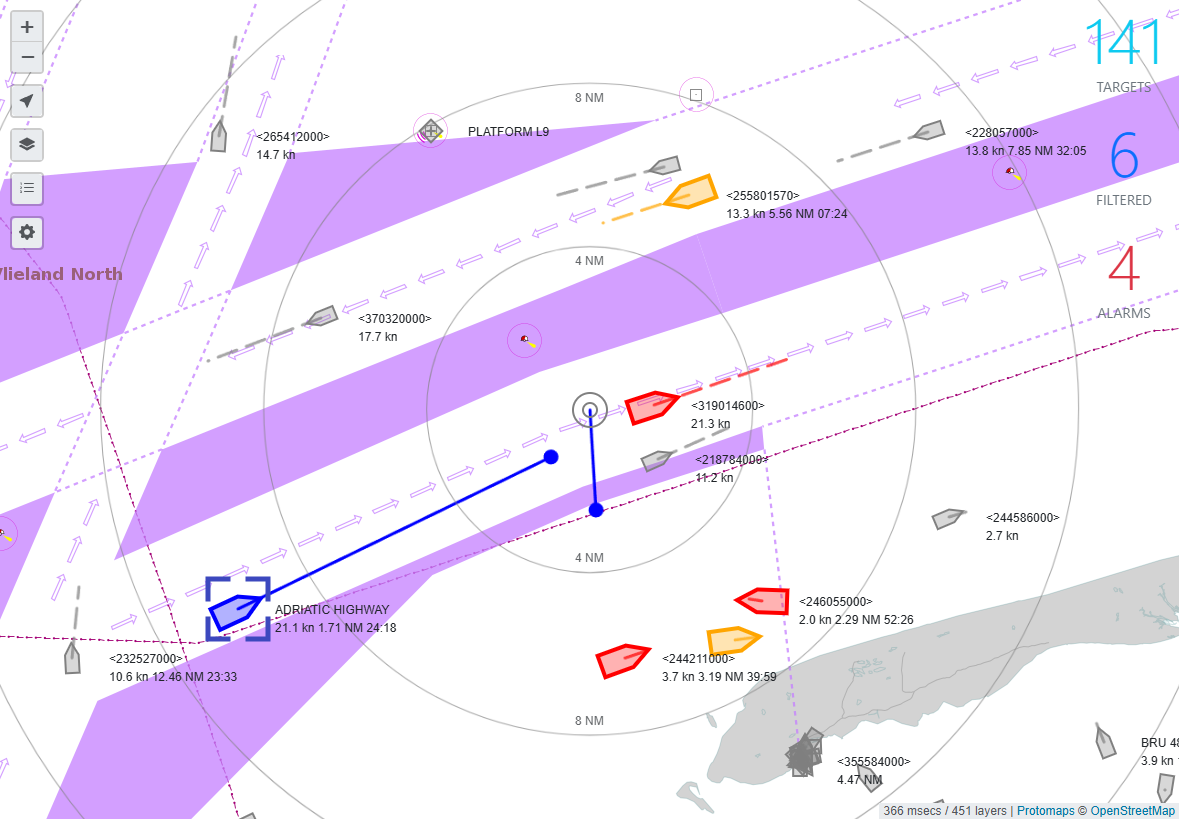 +
−
141
TARGETS
8 NM
<265412000>
14.7 kn
PLATFORM L9
<228057000>
13.8 kn 7.85 NM 32:05
6
FILTERED
<255801570>
13.3 kn 5.56 NM 07:24
4 NM
4
ALARMS
lieland North
<370320000>
17.7 kn
<319014600>
21.3 kn
<218784000>
11.2 kn
<244586000>
2.7 kn
4 NM
ADRIATIC HIGHWAY
21.1 kn 1.71 NM 24:18
<246055000>
2.0 kn 2.29 NM 52:26
<232527000>
10.6 kn 12.46 NM 23:33
<244211000>
3.7 kn 3.19 NM 39:59
8 NM
<355584000>
4.47 NM
BRU 48
3.9 kn
366 msecs / 451 layers | Protomaps © OpenStreetMap